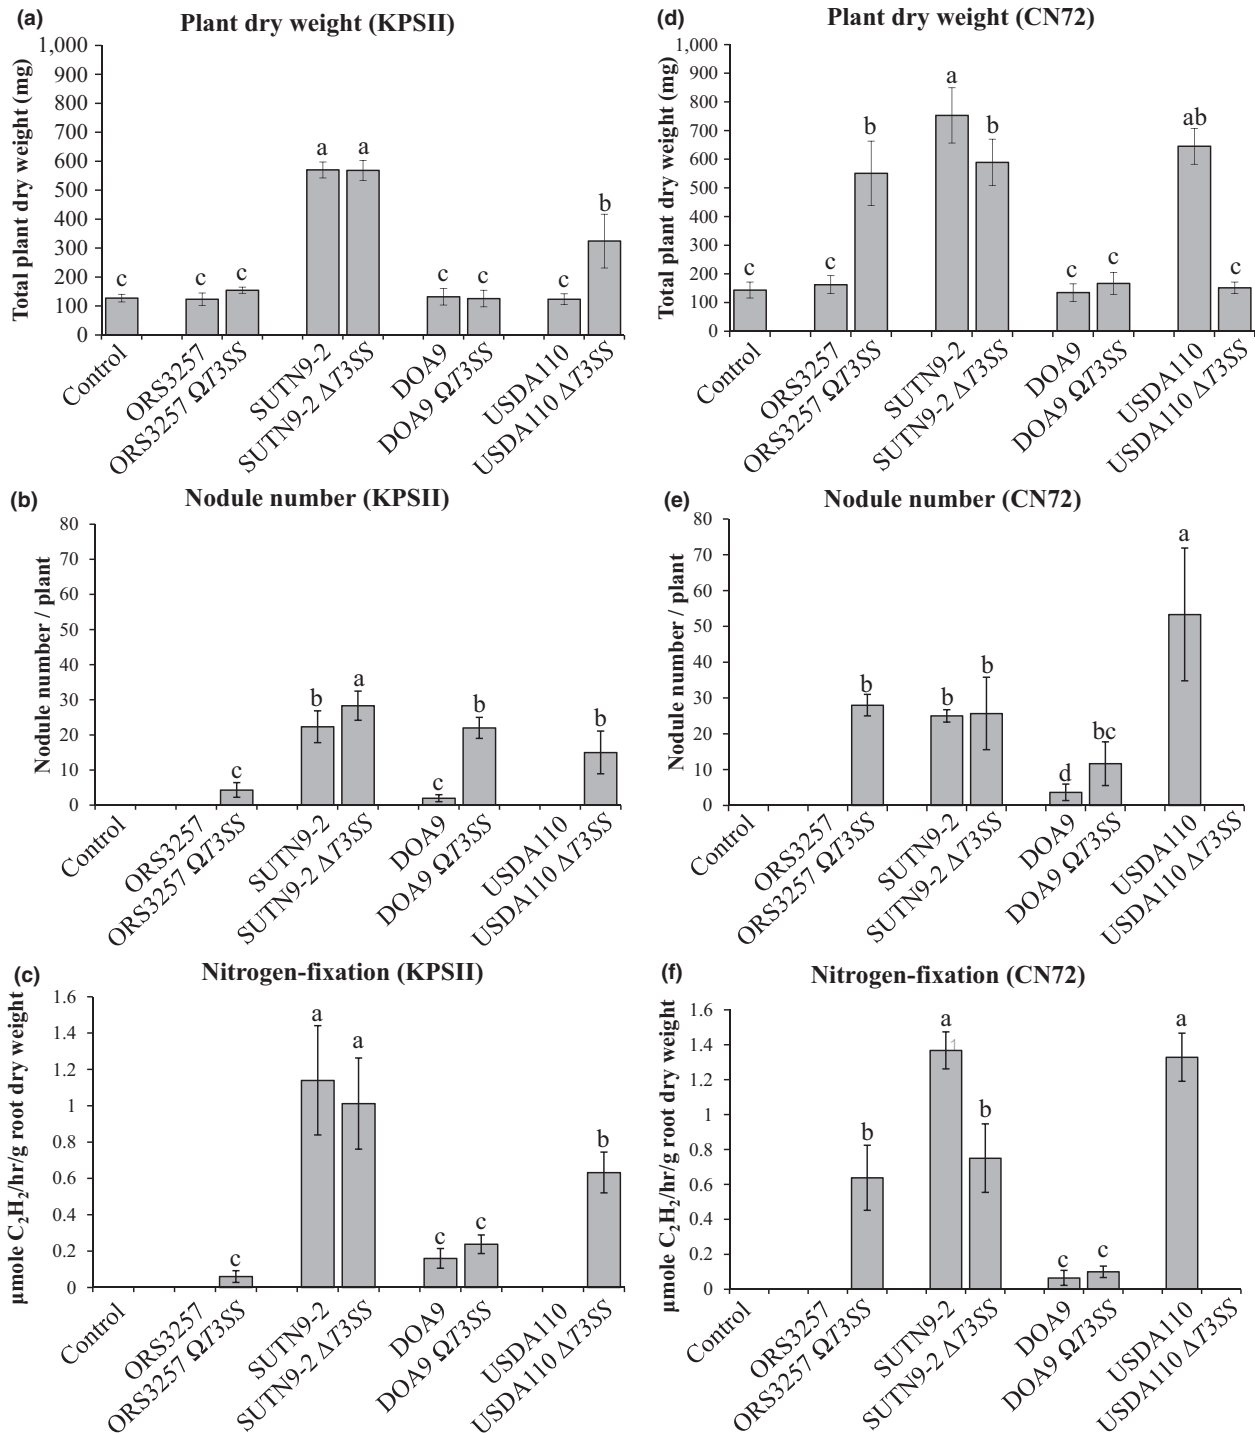 (a)
Plant dry weight (KPSII)
Total plant dry weight (mg)
1,000
900
800
700
600
500
400
300
200
100
0
c
c
c
a
a
c
c
c
b
Control
ORS3257
ORS3257 ΩT3SS
SUTN9-2
SUTN9-2 ΔT3SS
DOA9
DOA9 ΩT3SS
USDA110
USDA110 ΔT3SS
(d)
Plant dry weight (CN72)
Total plant dry weight (mg)
1,000
900
800
700
600
500
400
300
200
100
0
c
c
b
a
b
c
c
ab
c
Control
ORS3257
ORS3257 ΩT3SS
SUTN9-2
SUTN9-2 ΔT3SS
DOA9
DOA9 ΩT3SS
USDA110
USDA110 ΔT3SS
(b)
Nodule number (KPSII)
Nodule number / plant
80
70
60
50
40
30
20
10
0
c
b
a
c
b
b
Control
ORS3257
ORS3257 ΩT3SS
SUTN9-2
SUTN9-2 ΔT3SS
DOA9
DOA9 ΩT3SS
USDA110
USDA110 ΔT3SS
(e)
Nodule number (CN72)
Nodule number / plant
80
70
60
50
40
30
20
10
0
b
b
b
d
bc
a
Control
ORS3257
ORS3257 ΩT3SS
SUTN9-2
SUTN9-2 ΔT3SS
DOA9
DOA9 ΩT3SS
USDA110
USDA110 ΔT3SS
(c)
Nitrogen-fixation (KPSII)
µmole C₂H₂/hr/g root dry weight
1.6
1.4
1.2
1
0.8
0.6
0.4
0.2
0
c
a
a
c
c
b
Control
ORS3257
ORS3257 ΩT3SS
SUTN9-2
SUTN9-2 ΔT3SS
DOA9
DOA9 ΩT3SS
USDA110
USDA110 ΔT3SS
(f)
Nitrogen-fixation (CN72)
µmole C₂H₂/hr/g root dry weight
1.6
1.4
1.2
1
0.8
0.6
0.4
0.2
0
b
a
1
b
c
c
a
Control
ORS3257
ORS3257 ΩT3SS
SUTN9-2
SUTN9-2 ΔT3SS
DOA9
DOA9 ΩT3SS
USDA110
USDA110 ΔT3SS